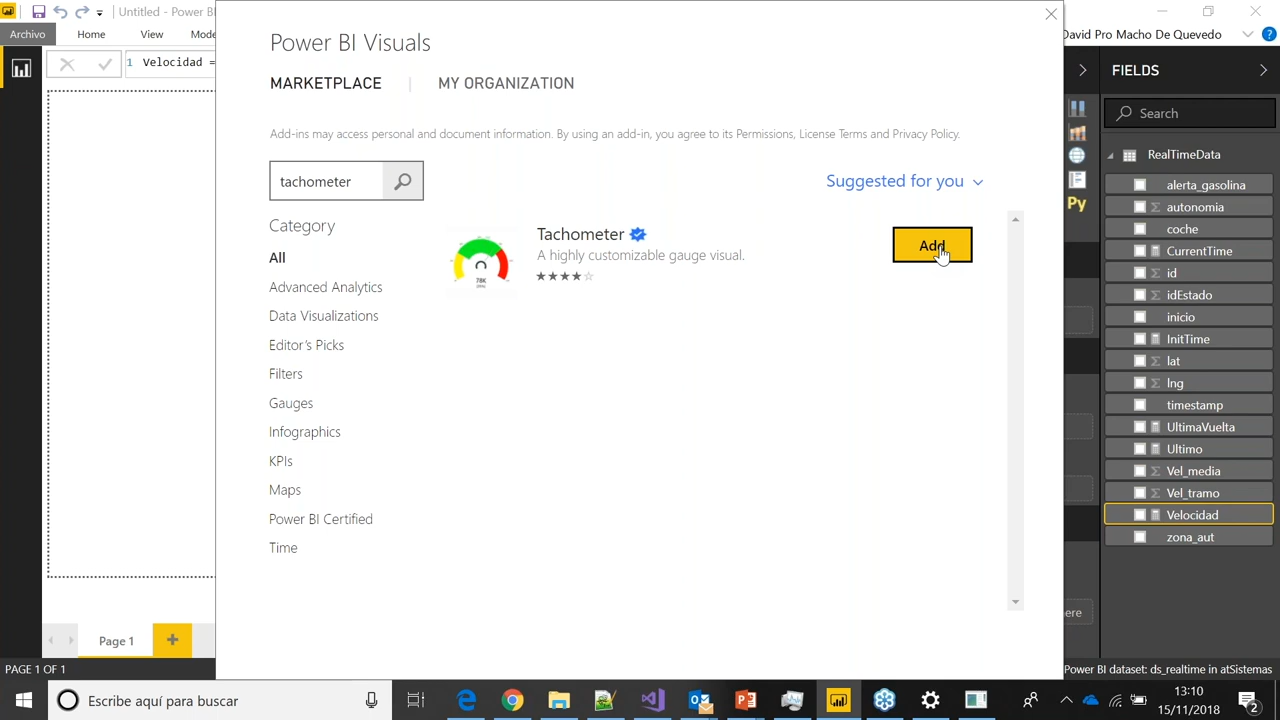 Untitled - Power BI
David Pro Macho De Quevedo
Archivo
Home
View
1 Velocidad =
Page 1
PAGE 1 OF 1
Power BI Visuals
MARKETPLACE | MY ORGANIZATION
Add-ins may access personal and document information. By using an add-in, you agree to its Permissions, License Terms and Privacy Policy.
tachometer
Suggested for you
Category
All
Advanced Analytics
Data Visualizations
Editor's Picks
Filters
Gauges
Infographics
KPIs
Maps
Power BI Certified
Time
Tachometer
A highly customizable gauge visual.
Add
Py
FIELDS
Search
RealTimeData
alerta_gasolina
autonomia
coche
CurrentTime
id
idEstado
inicio
InitTime
lat
lng
timestamp
UltimaVuelta
Ultimo
Vel_media
Vel_tramo
Velocidad
zona_aut
Power BI dataset: ds_realtime in atSistemas
Escribe aquí para buscar
13:10
15/11/2018
2